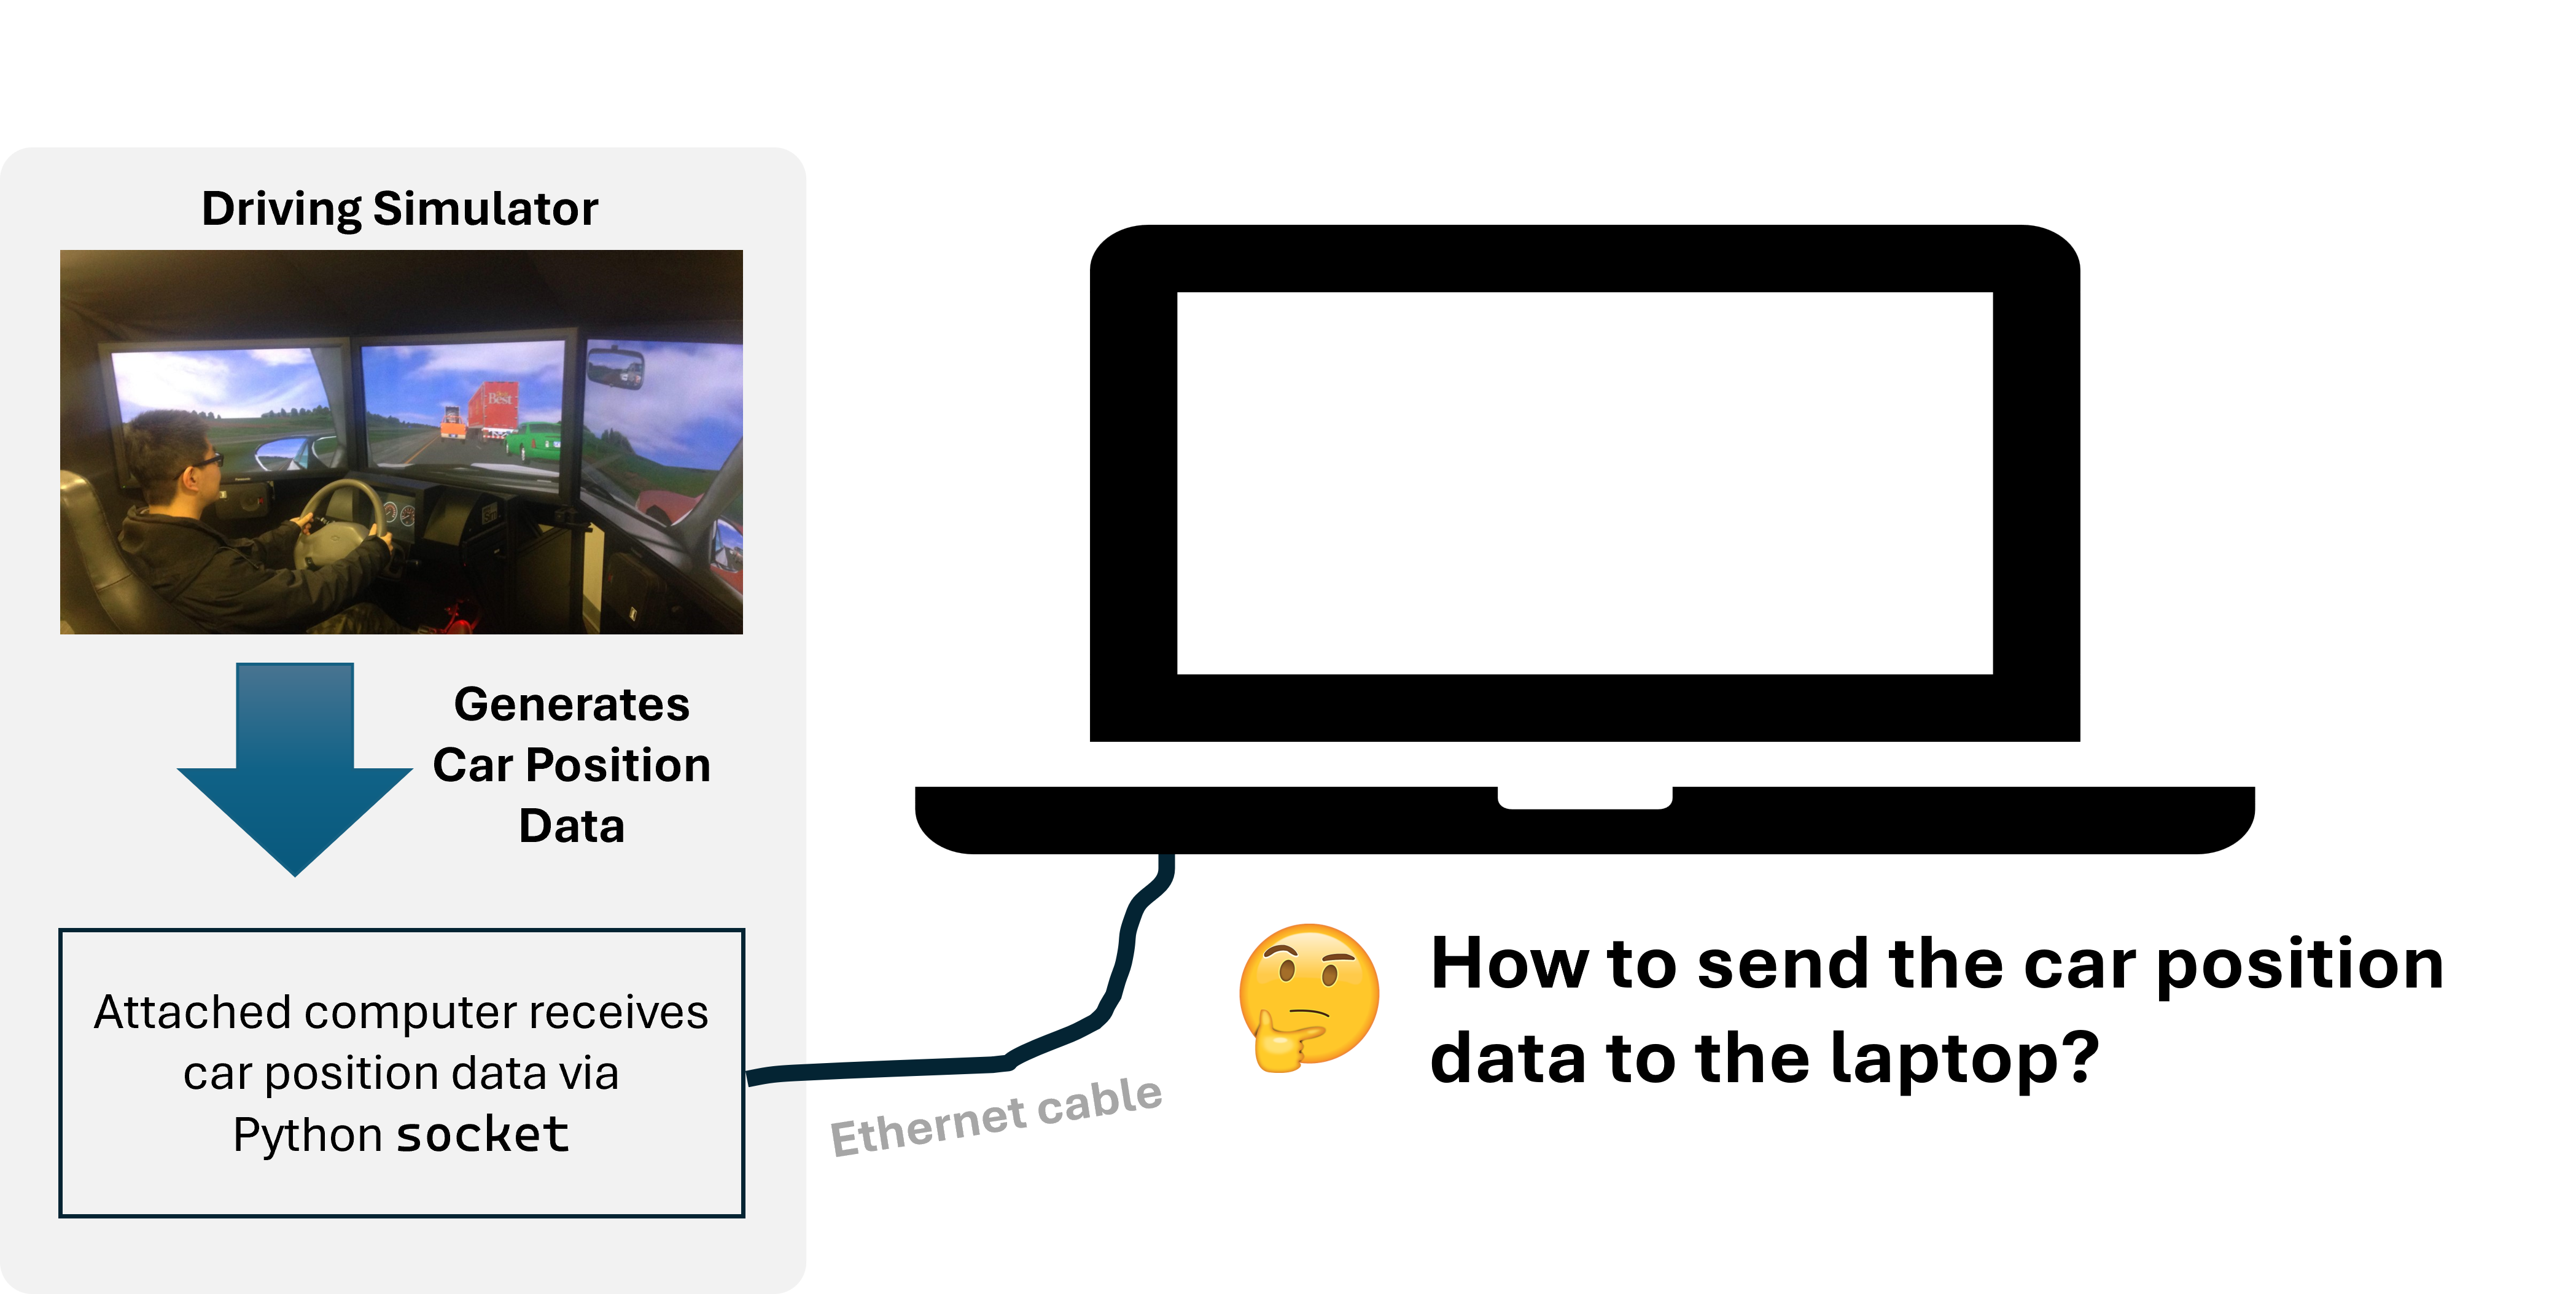 Driving Simulator
Best
Generates
Car Position
Data
Attached computer receives
car position data via
Python socket
Ethernet cable
How to send the car position
data to the laptop?